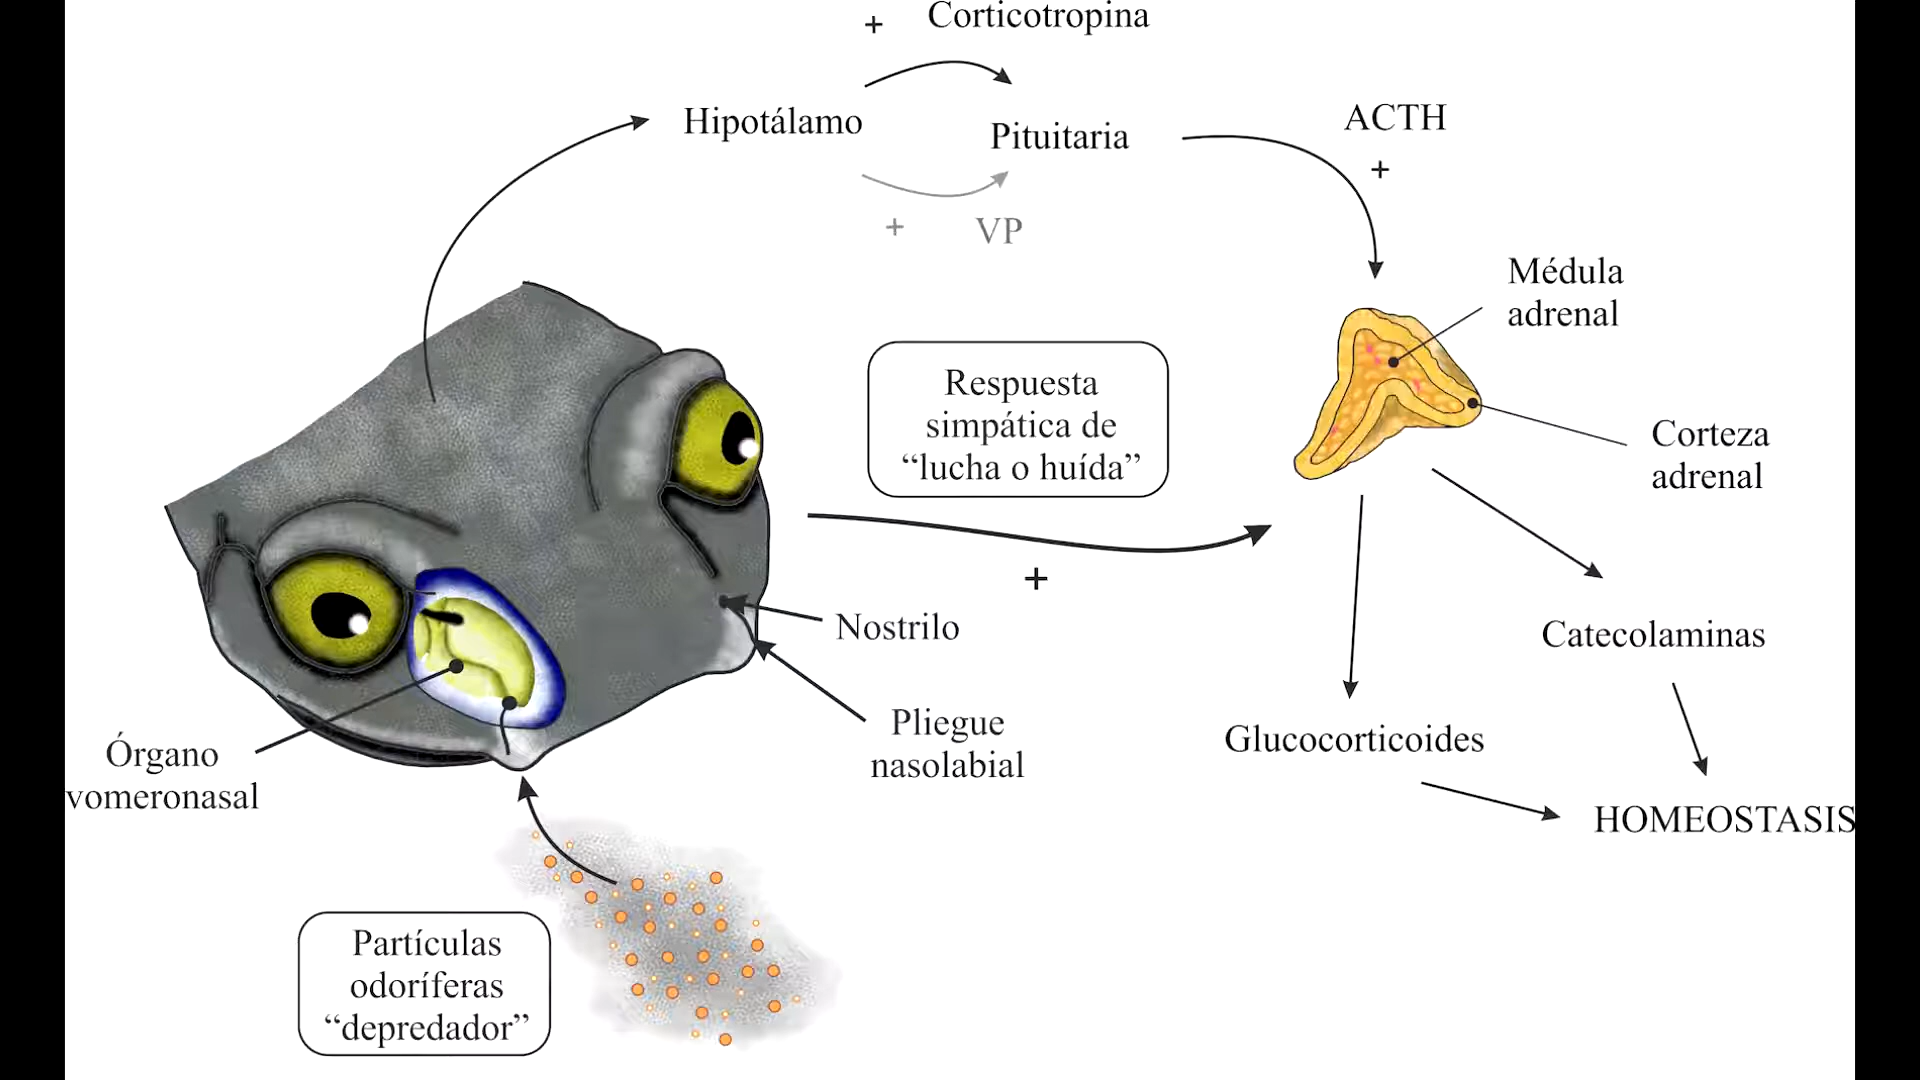 + Corticotropina
Hipotálamo
Pituitaria
ACTH
+
+ VP
Médula
adrenal
Respuesta
simpática de
“lucha o huída”
Corteza
adrenal
+
Nostrilo
Catecolaminas
Pliegue
nasolabial
Glucocorticoides
Órgano
vomeronasal
HOMEOSTASIS
Partículas
odoríferas
“depredador”